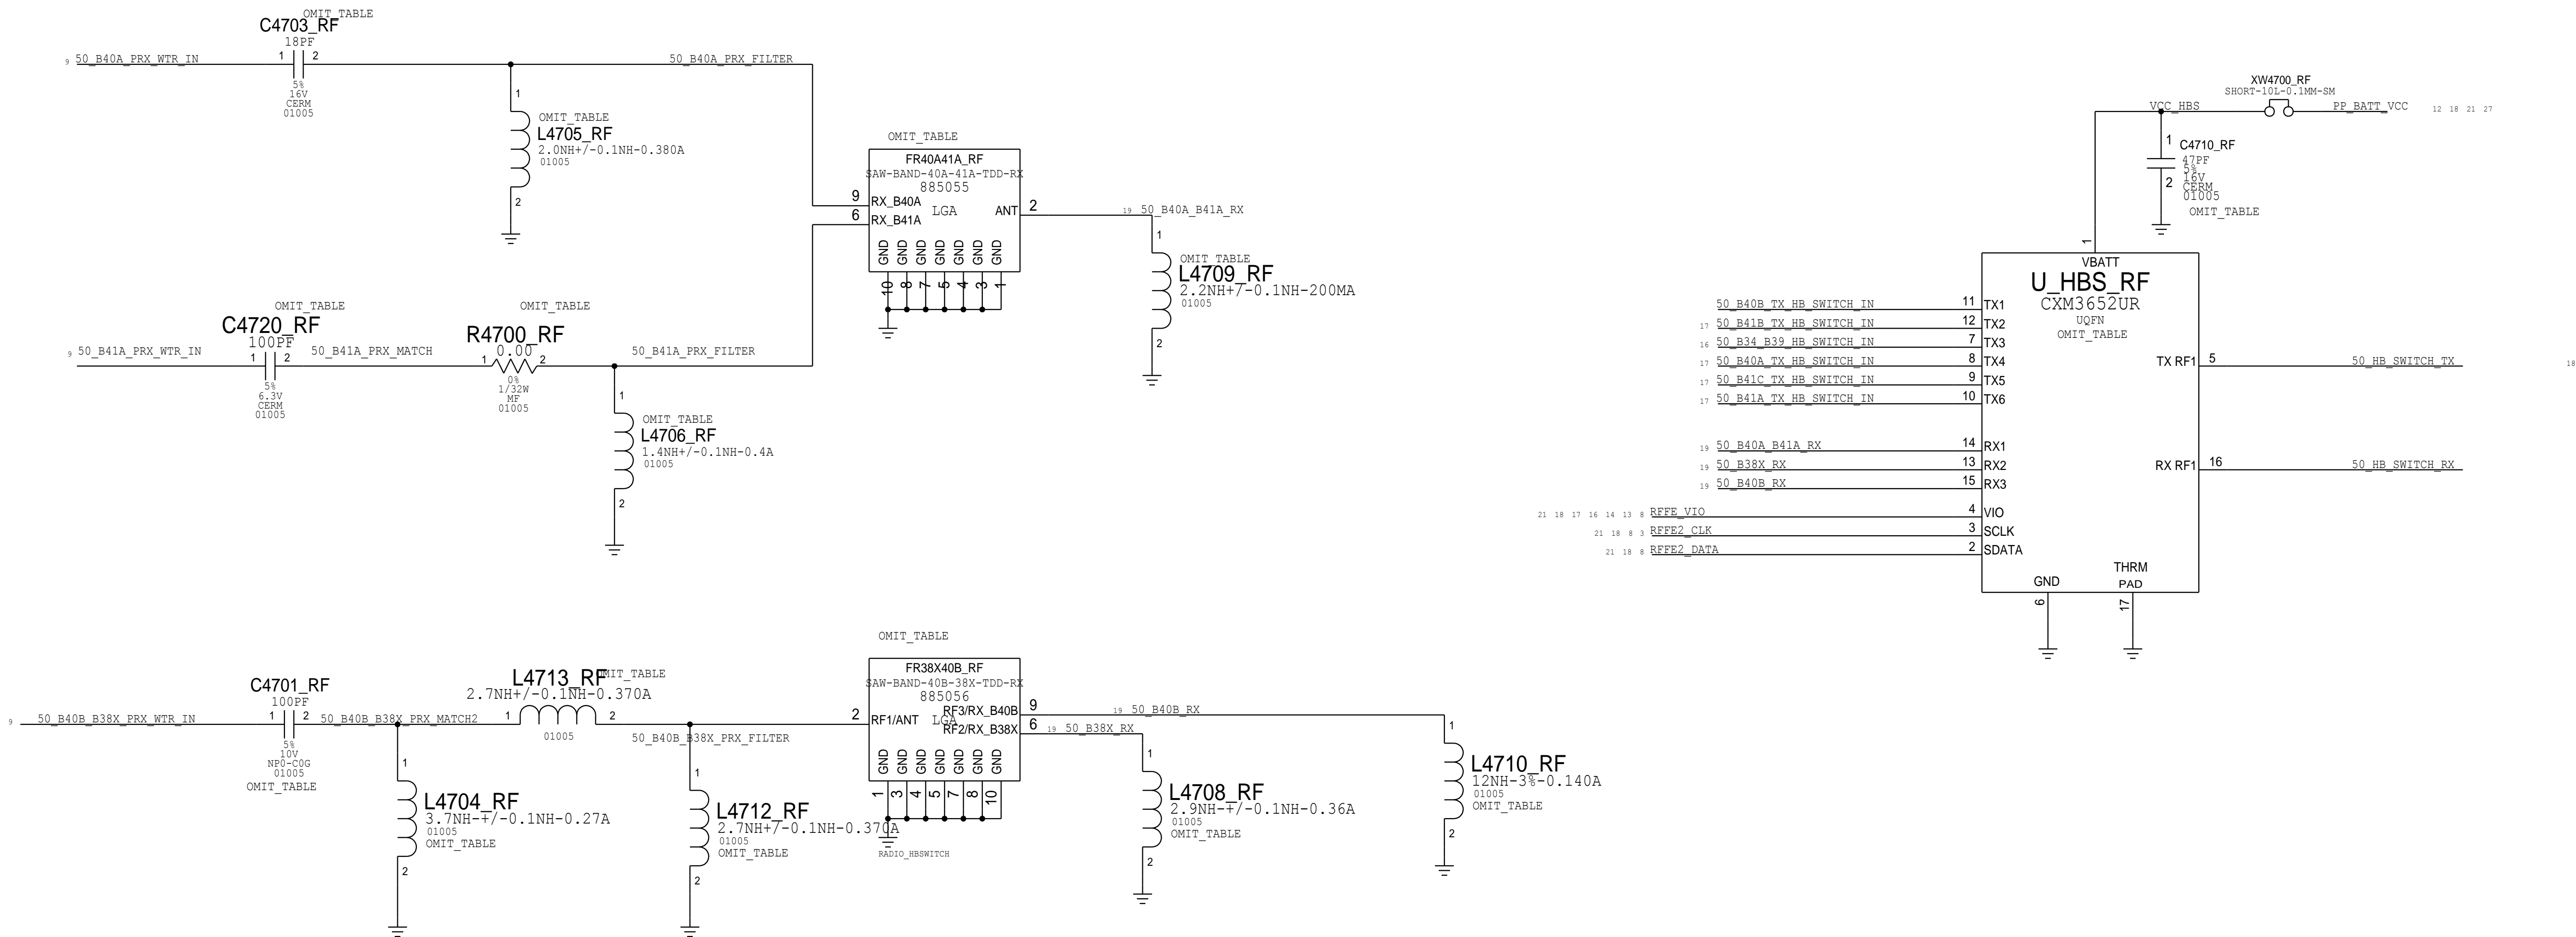 OMIT_TABLE
C4703_RF
18PF
9 50_B40A_PRX_WTR_IN
1 2
50_B40A_PRX_FILTER
5%
16V
CERM
01005
1
OMIT_TABLE
L4705_RF
2.0NH+/-0.1NH-0.380A
01005
2
OMIT_TABLE
FR40A41A_RF
SAW-BAND-40A-41A-TDD-RX
885055
9 RX_B40A
6 RX_B41A
LGA
ANT 2
GND GND GND GND GND GND GND
10 8 7 5 4 3 1
19 50_B40A_B41A_RX
1
OMIT_TABLE
L4709_RF
2.2NH+/-0.1NH-200MA
01005
2
OMIT_TABLE
C4720_RF
100PF
9 50_B41A_PRX_WTR_IN
1 2
50_B41A_PRX_MATCH
5%
6.3V
CERM
01005
OMIT_TABLE
R4700_RF
0.00
1 2
0%
1/32W
MF
01005
50_B41A_PRX_FILTER
1
OMIT_TABLE
L4706_RF
1.4NH+/-0.1NH-0.4A
01005
2
C4701_RF
100PF
9 50_B40B_B38X_PRX_WTR_IN
1 2
50_B40B_B38X_PRX_MATCH2
5%
10V
NP0-C0G
01005
OMIT_TABLE
L4713_RF
OMIT_TABLE
2.7NH+/-0.1NH-0.370A
1 2
01005
50_B40B_B38X_PRX_FILTER
1
L4704_RF
3.7NH-+/-0.1NH-0.27A
01005
OMIT_TABLE
2
1
L4712_RF
2.7NH+/-0.1NH-0.370A
01005
OMIT_TABLE
2
OMIT_TABLE
FR38X40B_RF
SAW-BAND-40B-38X-TDD-RX
885056
2 RF1/ANT
LGA
RF3/RX_B40B 9
RF2/RX_B38X 6
GND GND GND GND GND GND GND
1 3 4 5 7 8 10
RADIO_HBSWITCH
19 50_B40B_RX
19 50_B38X_RX
1
L4708_RF
2.9NH-+/-0.1NH-0.36A
01005
OMIT_TABLE
2
1
L4710_RF
12NH-3%-0.140A
01005
OMIT_TABLE
2
XW4700_RF
SHORT-10L-0.1MM-SM
VCC_HBS
PP_BATT_VCC 12 18 21 27
1
C4710_RF
47PF
5%
16V
2
CERM
01005
OMIT_TABLE
1
VBATT
U_HBS_RF
CXM3652UR
UQFN
OMIT_TABLE
50_B40B_TX_HB_SWITCH_IN 11 TX1
17 50_B41B_TX_HB_SWITCH_IN 12 TX2
16 50_B34_B39_HB_SWITCH_IN 7 TX3
17 50_B40A_TX_HB_SWITCH_IN 8 TX4
17 50_B41C_TX_HB_SWITCH_IN 9 TX5
17 50_B41A_TX_HB_SWITCH_IN 10 TX6
TX RF1 5 50_HB_SWITCH_TX 18
19 50_B40A_B41A_RX 14 RX1
19 50_B38X_RX 13 RX2
19 50_B40B_RX 15 RX3
RX RF1 16 50_HB_SWITCH_RX
21 18 17 16 14 13 8 RFFE_VIO 4 VIO
21 18 8 3 RFFE2_CLK 3 SCLK
21 18 8 RFFE2_DATA 2 SDATA
GND
THRM
PAD
6
17